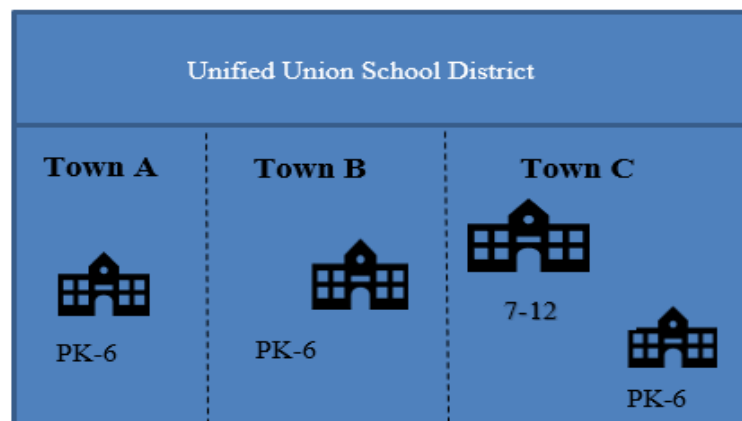 Unified Union School District
Town A
Town B
Town C
7-12
PK-6
PK-6
PK-6